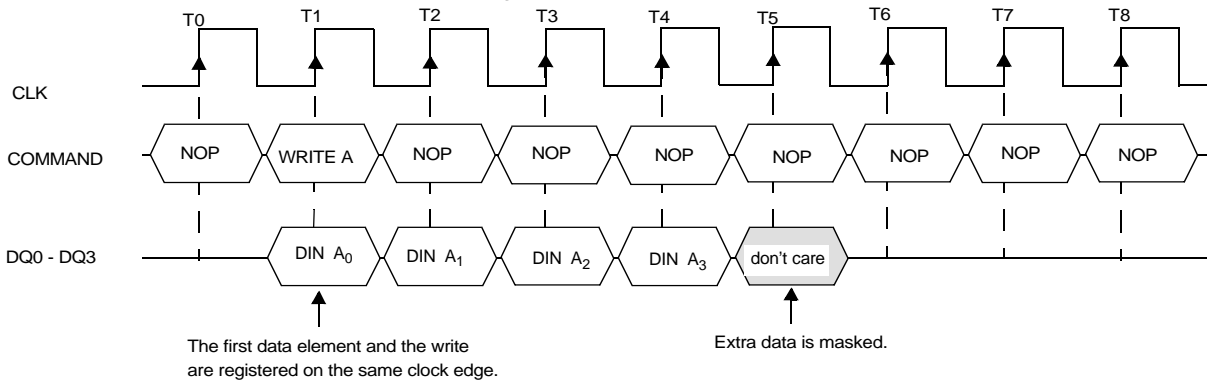 T0 T1 T2 T3 T4 T5 T6 T7 T8
CLK
COMMAND NOP WRITE A NOP NOP NOP NOP NOP NOP NOP
DQ0 - DQ3 DIN A0 DIN A1 DIN A2 DIN A3 don't care
The first data element and the write
are registered on the same clock edge.
Extra data is masked.